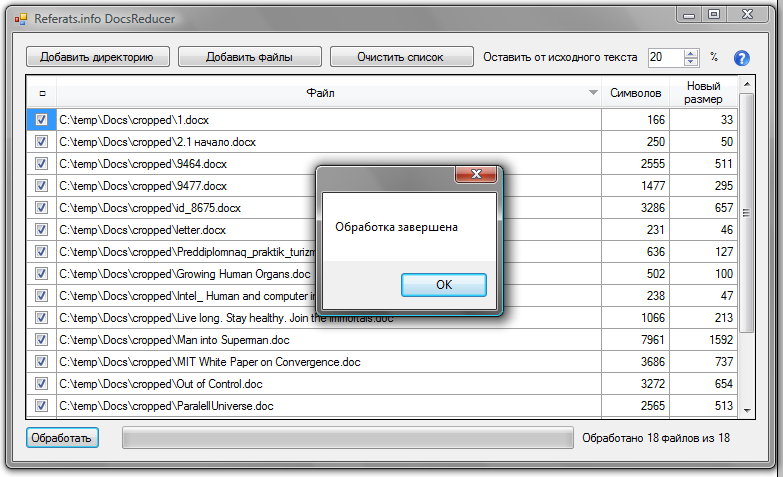 Referats.info DocsReducer
Добавить директорию Добавить файлы Очистить список Оставить от исходного текста 20 %
Файл Символов Новый размер
C:\temp\Docs\cropped\1.docx 166 33
C:\temp\Docs\cropped\2.1 начало.docx 250 50
C:\temp\Docs\cropped\9464.docx 2555 511
C:\temp\Docs\cropped\9477.docx 1477 295
C:\temp\Docs\cropped\id_8675.docx 3286 657
C:\temp\Docs\cropped\letter.docx 231 46
C:\temp\Docs\cropped\Preddiplomnaq_praktik_turizm 636 127
C:\temp\Docs\cropped\Growing Human Organs.doc 502 100
C:\temp\Docs\cropped\Intel_ Human and computer in 238 47
C:\temp\Docs\cropped\Live long. Stay healthy. Join the immortals.doc 1066 213
C:\temp\Docs\cropped\Man into Superman.doc 7961 1592
C:\temp\Docs\cropped\MIT White Paper on Convergence.doc 3686 737
C:\temp\Docs\cropped\Out of Control.doc 3272 654
C:\temp\Docs\cropped\ParalellUniverse.doc 2565 513
Обработка завершена
OK
Обработать Обработано 18 файлов из 18